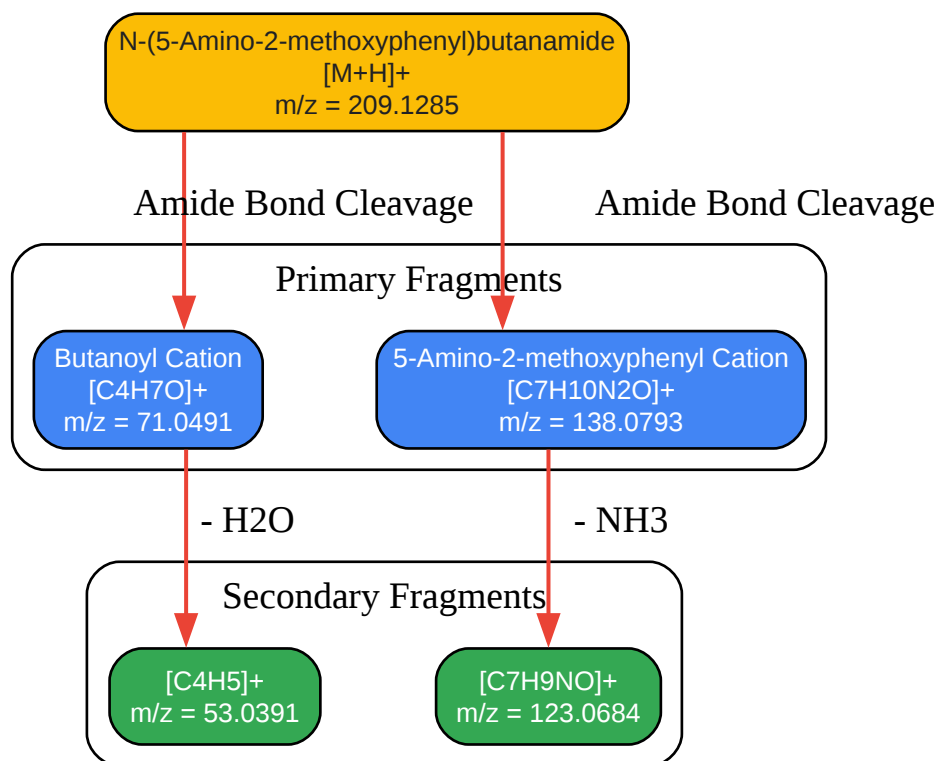 N-(5-Amino-2-methoxyphenyl)butanamide
[M+H]+
m/z = 209.1285
Amide Bond Cleavage
Amide Bond Cleavage
Primary Fragments
Butanoyl Cation
[C4H7O]+
m/z = 71.0491
5-Amino-2-methoxyphenyl Cation
[C7H10N2O]+
m/z = 138.0793
- H2O
- NH3
Secondary Fragments
[C4H5]+
m/z = 53.0391
[C7H9NO]+
m/z = 123.0684